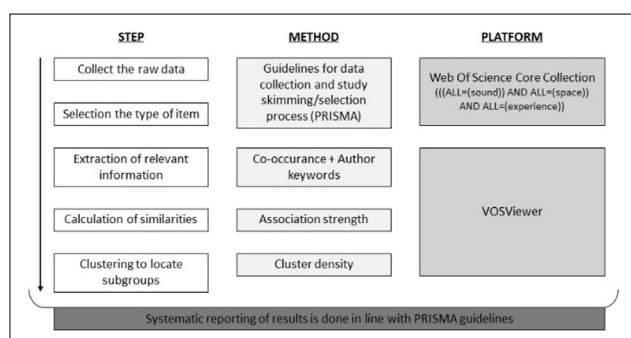 STEP
METHOD
PLATFORM
Collect the raw data
Selection the type of item
Extraction of relevant
information
Calculation of similarities
Clustering to locate
subgroups
Guidelines for data
collection and study
skimming/selection
process (PRISMA)
Co-occurance + Author
keywords
Association strength
Cluster density
Web Of Science Core Collection
(((ALL=(sound)) AND ALL=(space))
AND ALL=(experience))
VOSViewer
Systematic reporting of results is done in line with PRISMA guidelines